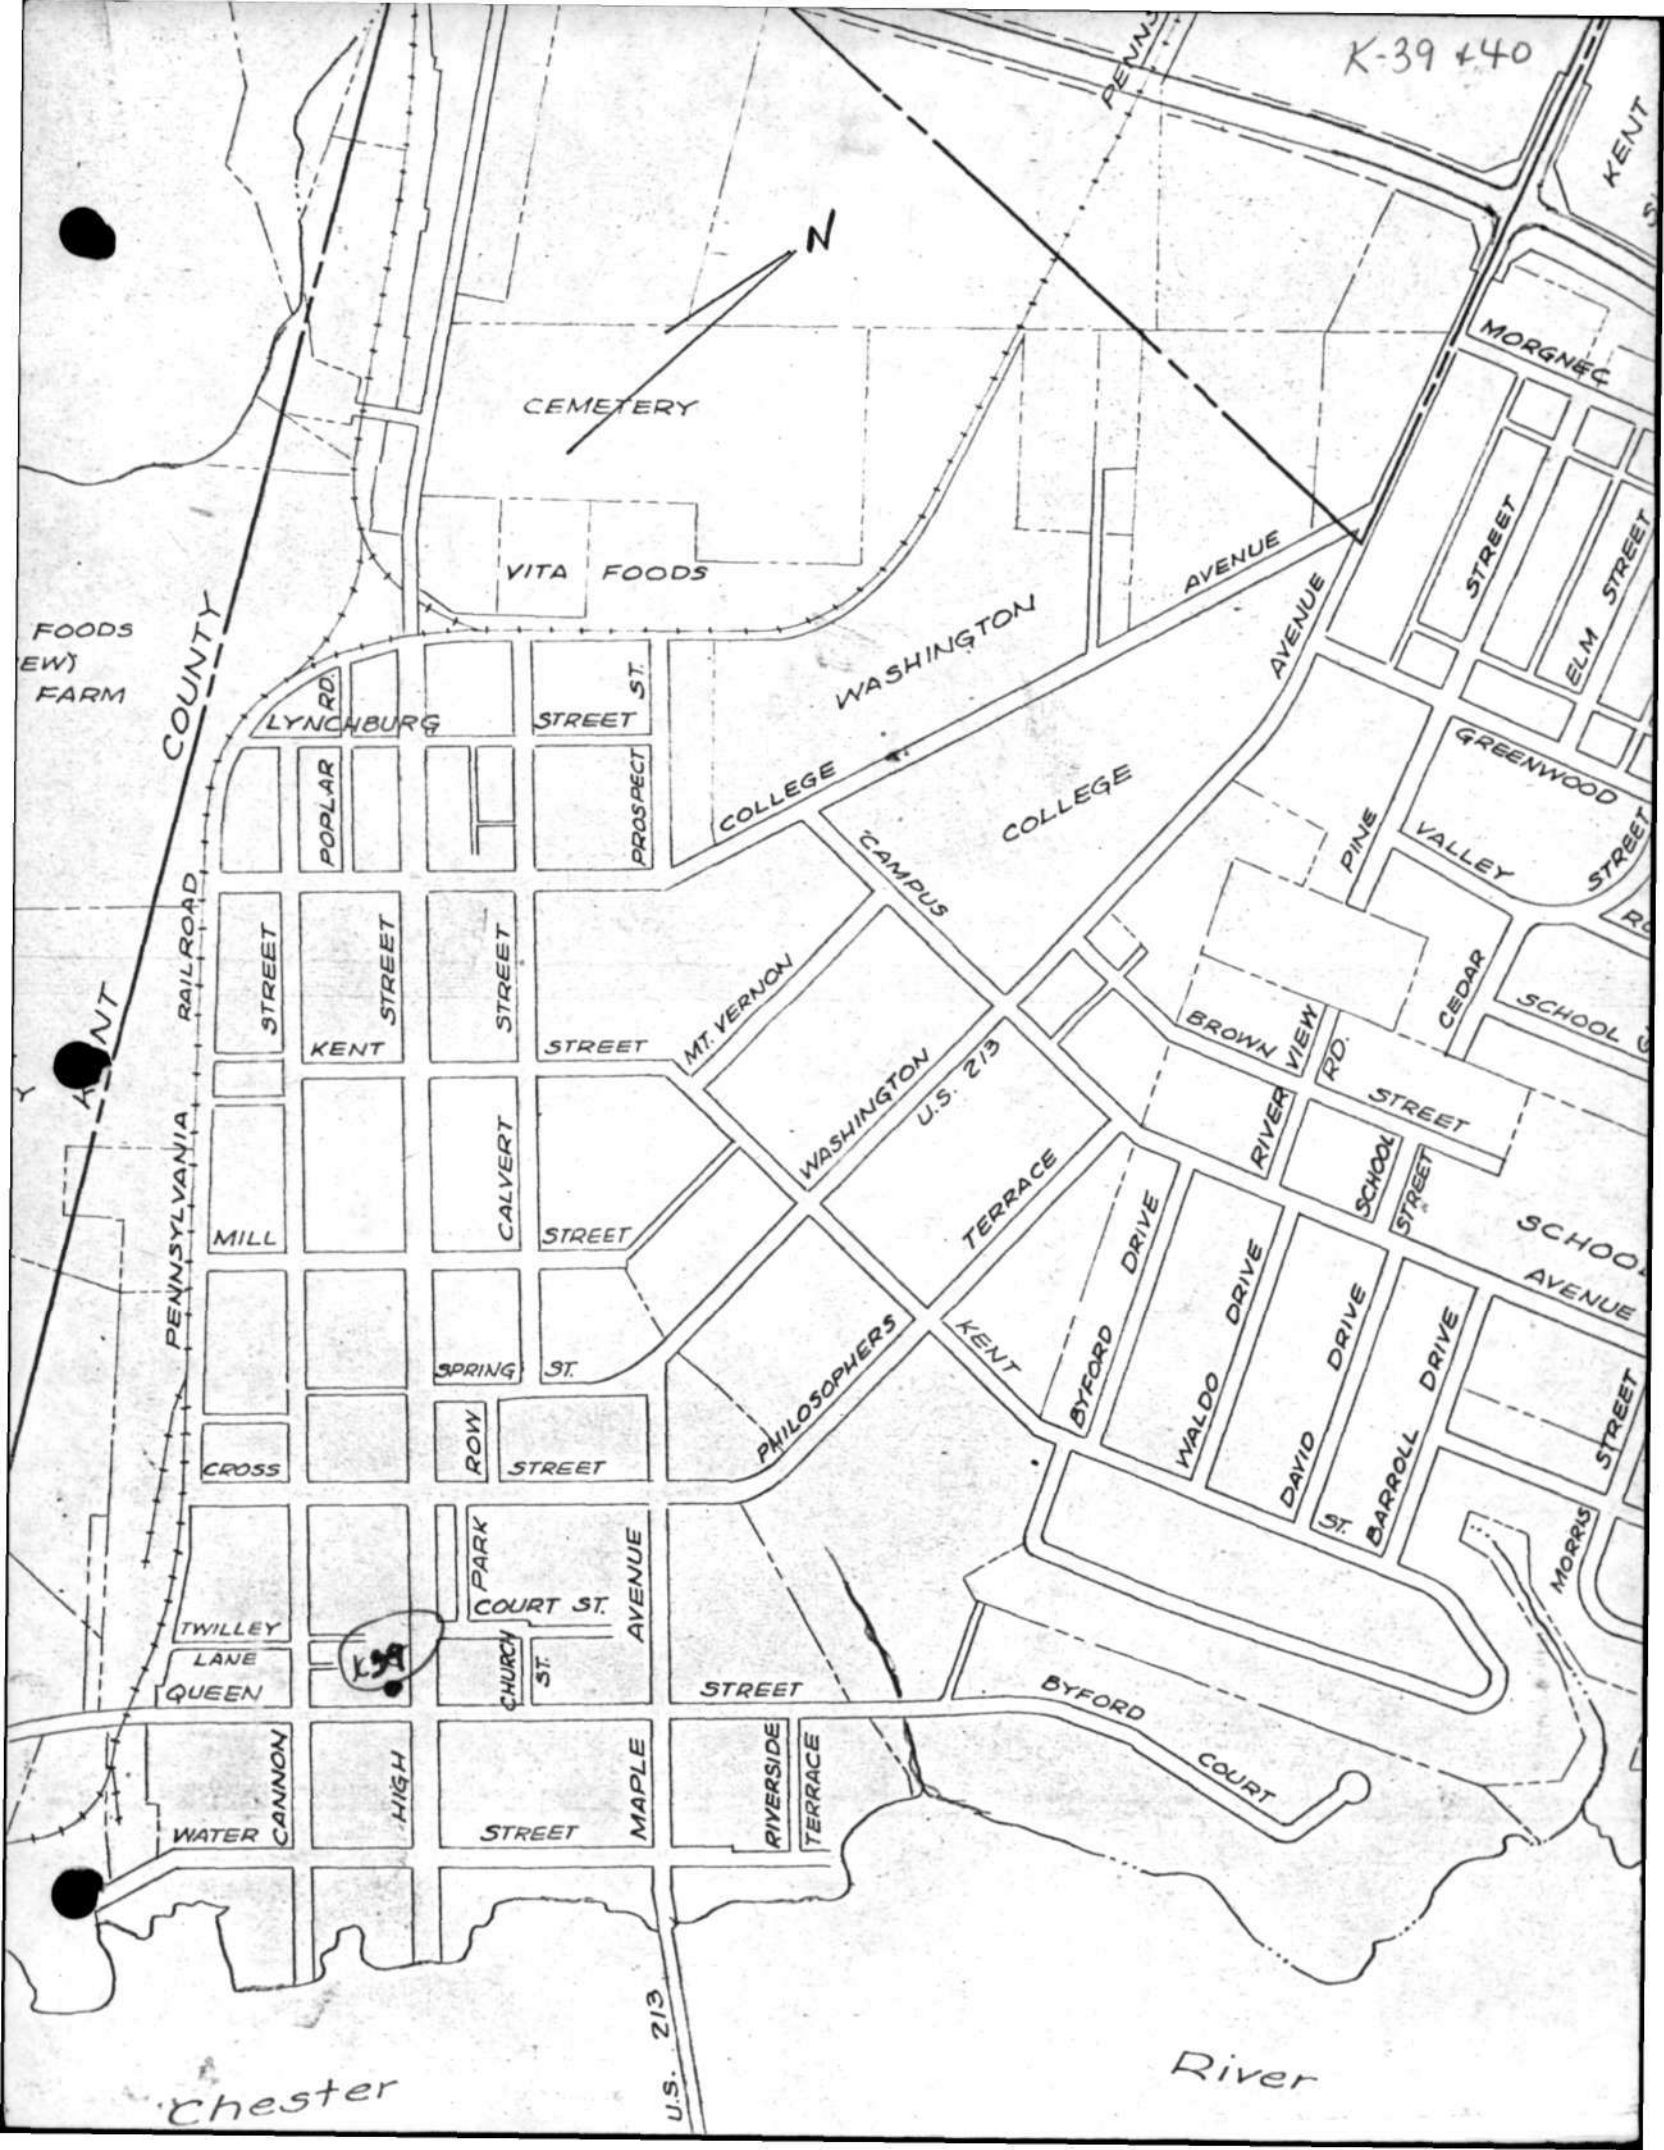 K-39 & 40
PENNS
KENT
N
MORGNEC
CEMETERY
STREET
STREET
VITA FOODS
AVENUE
FOODS
EW)
FARM
COUNTY
WASHINGTON
AVENUE
ELM
RD.
ST.
LYNCHBURG
STREET
GREENWOOD
POPLAR
PROSPECT
COLLEGE
COLLEGE
CAMPUS
PINE
VALLEY
STREET
RAILROAD
STREET
STREET
STREET
MT. VERNON
CEDAR
SCHOOL
BROWN
VIEW
RD.
KENT
STREET
WASHINGTON
U.S. 213
RIVER
STREET
PENNSYLVANIA
CALVERT
SCHOOL
STREET
MILL
STREET
TERRACE
DRIVE
DRIVE
SCHOOL
AVENUE
SPRING ST.
PHILOSOPHERS
KENT
BYFORD
DRIVE
DRIVE
WALDO
STREET
ROW
CROSS
STREET
DAVID
ST.
BARROLL
MORRIS
PARK
AVENUE
COURT ST.
TWILLEY
LANE
K39
CHURCH
ST.
QUEEN
STREET
BYFORD
COURT
CANNON
HIGH
MAPLE
RIVERSIDE
TERRACE
WATER
STREET
U.S. 213
Chester
River